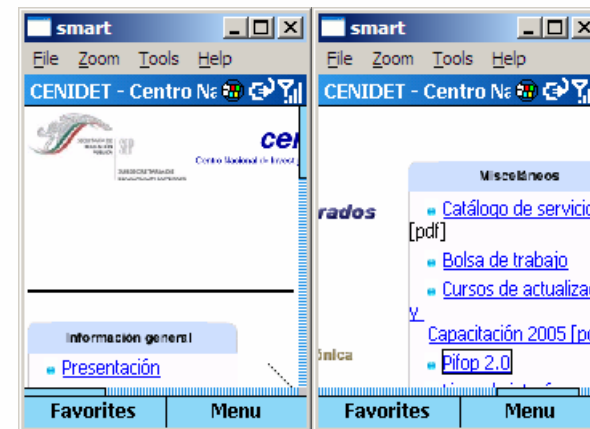 smart
File Zoom Tools Help
CENIDET - Centro Na
SEP
cen
Centro Nacional de Invest
Información general
Presentación
Favorites Menu
smart
File Zoom Tools Help
CENIDET - Centro Na
Misceláneos
rados
Catálogo de servicio
[pdf]
Bolsa de trabajo
Cursos de actualiza
y
Capacitación 2005 [pd
ónica
Pifop 2.0
Favorites Menu